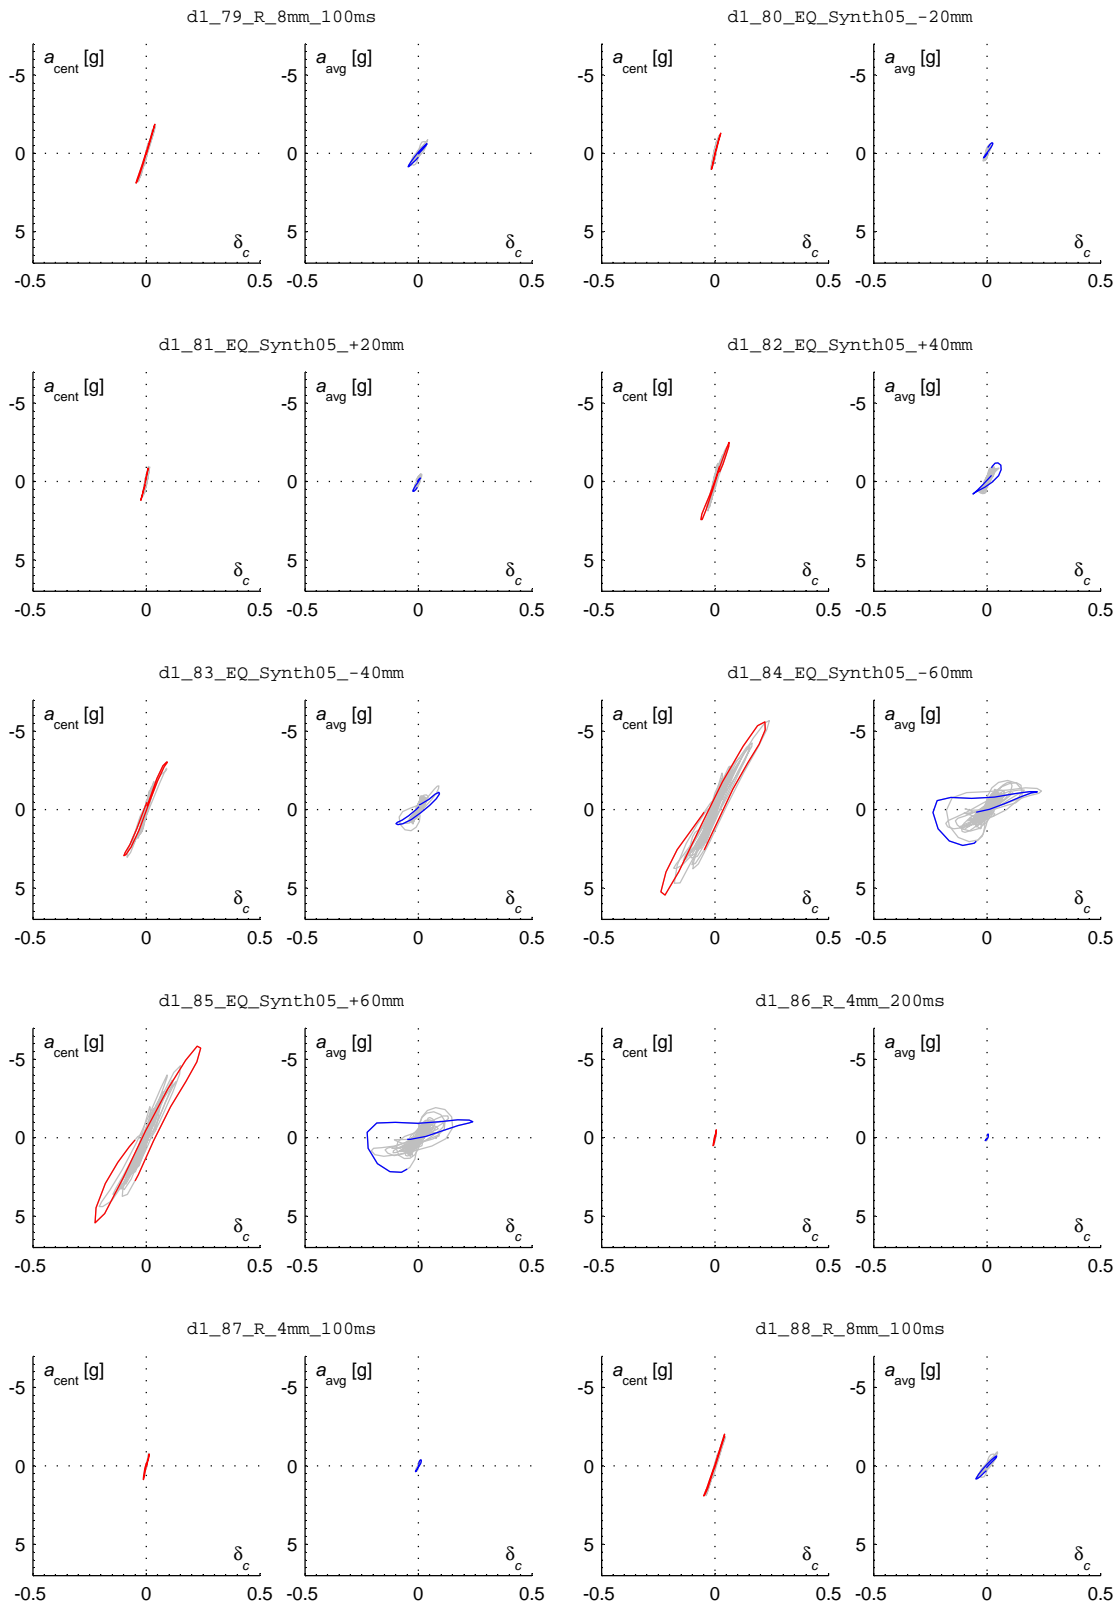 d1_79_R_8mm_100ms
d1_80_EQ_Synth05_-20mm
a_cent [g]
a_avg [g]
a_cent [g]
a_avg [g]
-5
0
5
-5
0
5
-5
0
5
-5
0
5
δ_c
δ_c
δ_c
δ_c
-0.5 0 0.5
-0.5 0 0.5
-0.5 0 0.5
-0.5 0 0.5
d1_81_EQ_Synth05_+20mm
d1_82_EQ_Synth05_+40mm
a_cent [g]
a_avg [g]
a_cent [g]
a_avg [g]
-5
0
5
-5
0
5
-5
0
5
-5
0
5
δ_c
δ_c
δ_c
δ_c
-0.5 0 0.5
-0.5 0 0.5
-0.5 0 0.5
-0.5 0 0.5
d1_83_EQ_Synth05_-40mm
d1_84_EQ_Synth05_-60mm
a_cent [g]
a_avg [g]
a_cent [g]
a_avg [g]
-5
0
5
-5
0
5
-5
0
5
-5
0
5
δ_c
δ_c
δ_c
δ_c
-0.5 0 0.5
-0.5 0 0.5
-0.5 0 0.5
-0.5 0 0.5
d1_85_EQ_Synth05_+60mm
d1_86_R_4mm_200ms
a_cent [g]
a_avg [g]
a_cent [g]
a_avg [g]
-5
0
5
-5
0
5
-5
0
5
-5
0
5
δ_c
δ_c
δ_c
δ_c
-0.5 0 0.5
-0.5 0 0.5
-0.5 0 0.5
-0.5 0 0.5
d1_87_R_4mm_100ms
d1_88_R_8mm_100ms
a_cent [g]
a_avg [g]
a_cent [g]
a_avg [g]
-5
0
5
-5
0
5
-5
0
5
-5
0
5
δ_c
δ_c
δ_c
δ_c
-0.5 0 0.5
-0.5 0 0.5
-0.5 0 0.5
-0.5 0 0.5